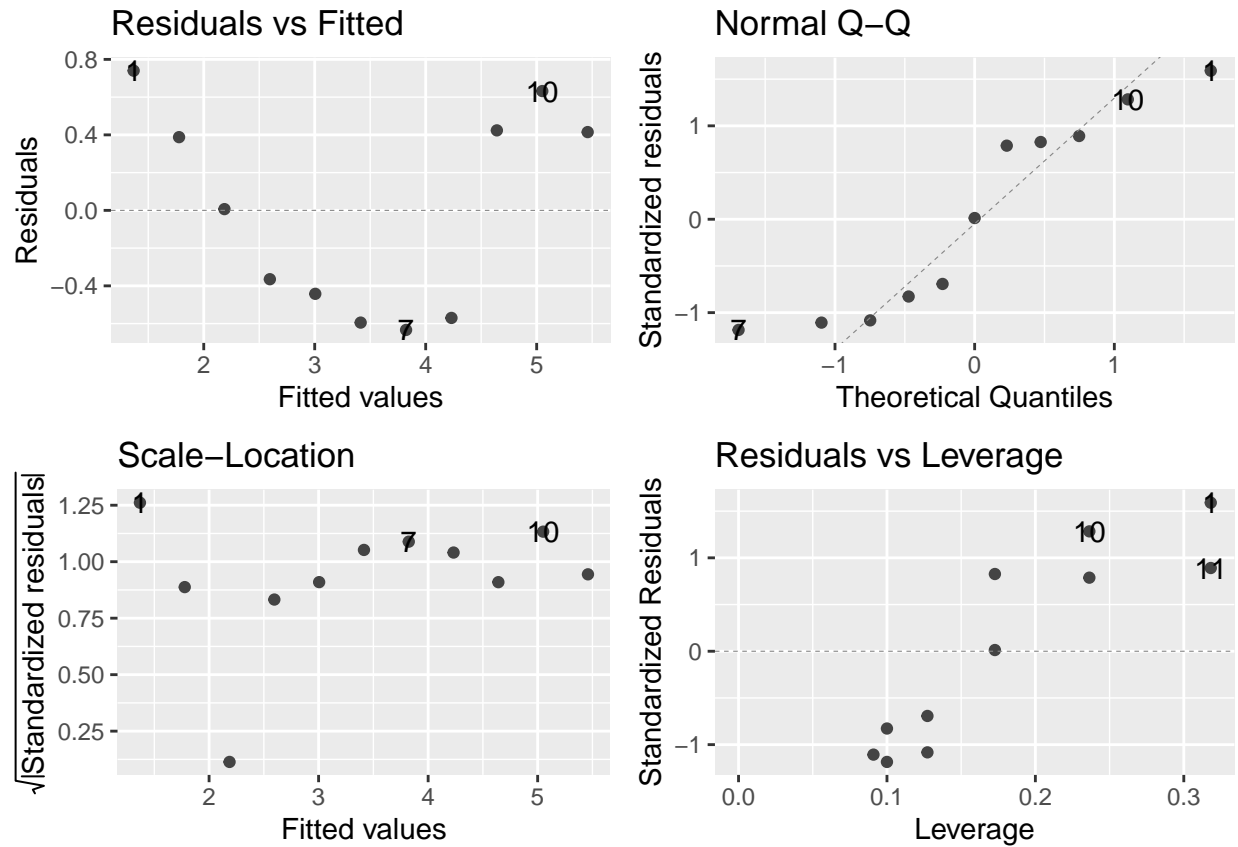 Residuals vs Fitted
Residuals
0.8
0.4
0.0
−0.4
1
10
7
2 3 4 5
Fitted values
Normal Q−Q
Standardized residuals
1
0
−1
1
10
7
−1 0 1
Theoretical Quantiles
Scale−Location
√|Standardized residuals|
1.25
1.00
0.75
0.50
0.25
1
7
10
2 3 4 5
Fitted values
Residuals vs Leverage
Standardized Residuals
1
0
−1
1
10
11
0.0 0.1 0.2 0.3
Leverage